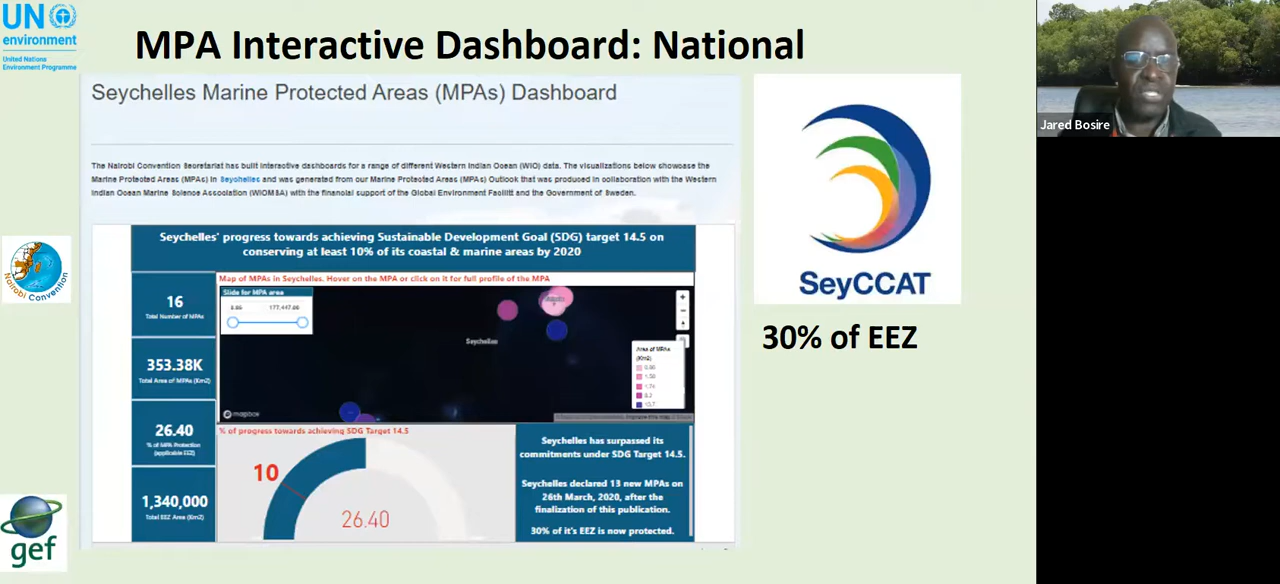 UN
environment
United Nations
Environment Programme
MPA Interactive Dashboard: National
Jared Bosire
Seychelles Marine Protected Areas (MPAs) Dashboard
The Nairobi Convention Secretariat has built interactive dashboards for a range of different Western Indian Ocean (WIO) data. The visualizations below showcase the
Marine Protected Areas (MPAs) in Seychelles and was generated from our Marine Protected Areas (MPAs) Outlook that was produced in collaboration with the Western
Indian Ocean Marine Science Association (WIOMSA) with the financial support of the Global Environment Facility and the Government of Sweden.
Seychelles' progress towards achieving Sustainable Development Goal (SDG) target 14.5 on
conserving at least 10% of its coastal & marine areas by 2020
SeyCCAT
30% of EEZ
Nairobi Convention
16
Total Number of MPAs
353.38K
Total Area of MPAs (Km2)
26.40
% of MPA Protection
(applicable EEZ)
1,340,000
Total EEZ Area (Km2)
Map of MPAs in Seychelles. Hover on the MPA or click on it for full profile of the MPA
Slide for MPA area
177,447.66
Seychelles
Area of MPAs
(Km2)
mapbox
% of progress towards achieving SDG Target 14.5
10
26.40
Seychelles has surpassed its
commitments under SDG Target 14.5.
Seychelles declared 13 new MPAs on
26th March, 2020, after the
finalization of this publication.
30% of it's EEZ is now protected.
gef